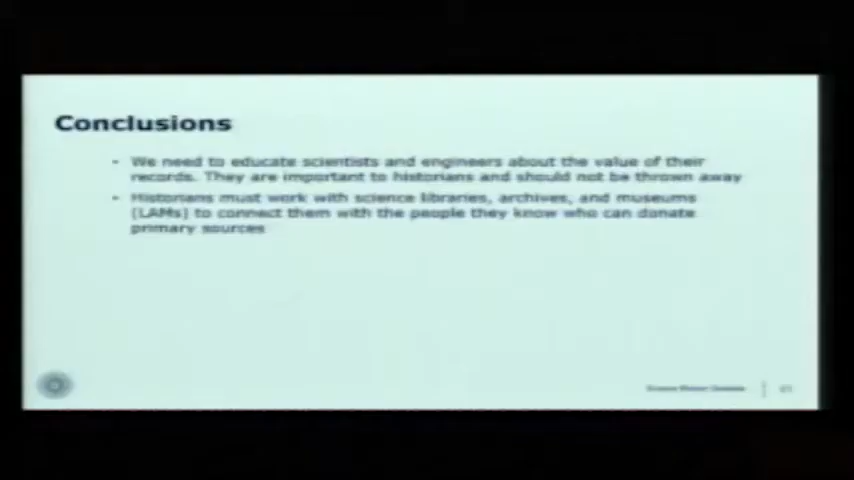 Conclusions
- We need to educate scientists and engineers about the value of their
records. They are important to historians and should not be thrown away
- Historians must work with science libraries, archives, and museums
(LAMs) to connect them with the people they know who can donate
primary sources